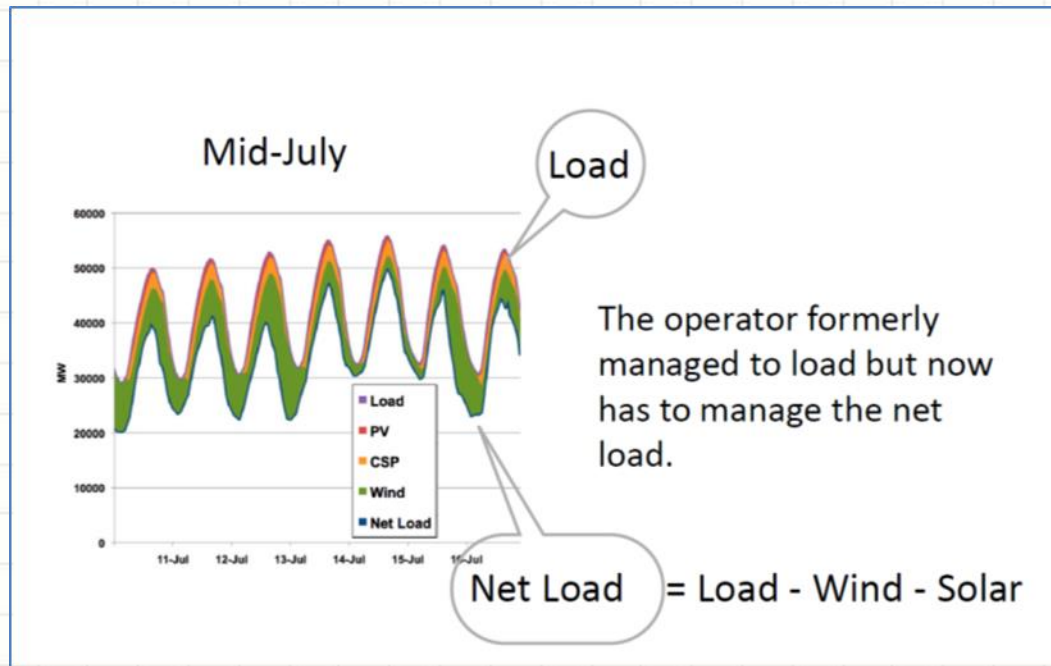 Mid-July
Load
60000
50000
40000
30000
20000
10000
0
MW
Load
PV
CSP
Wind
Net Load
11-Jul 12-Jul 13-Jul 14-Jul 15-Jul 16-Jul
The operator formerly
managed to load but now
has to manage the net
load.
Net Load = Load - Wind - Solar